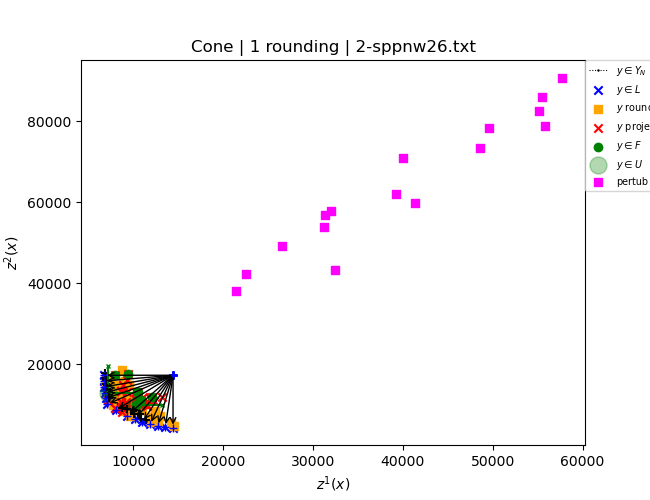 Cone | 1 rounding | 2-sppnw26.txt
y ∈ Y_N
y ∈ L
y roun
y proje
y ∈ F
y ∈ U
pertub
80000
60000
40000
20000
z²(x)
10000 20000 30000 40000 50000 60000
z¹(x)